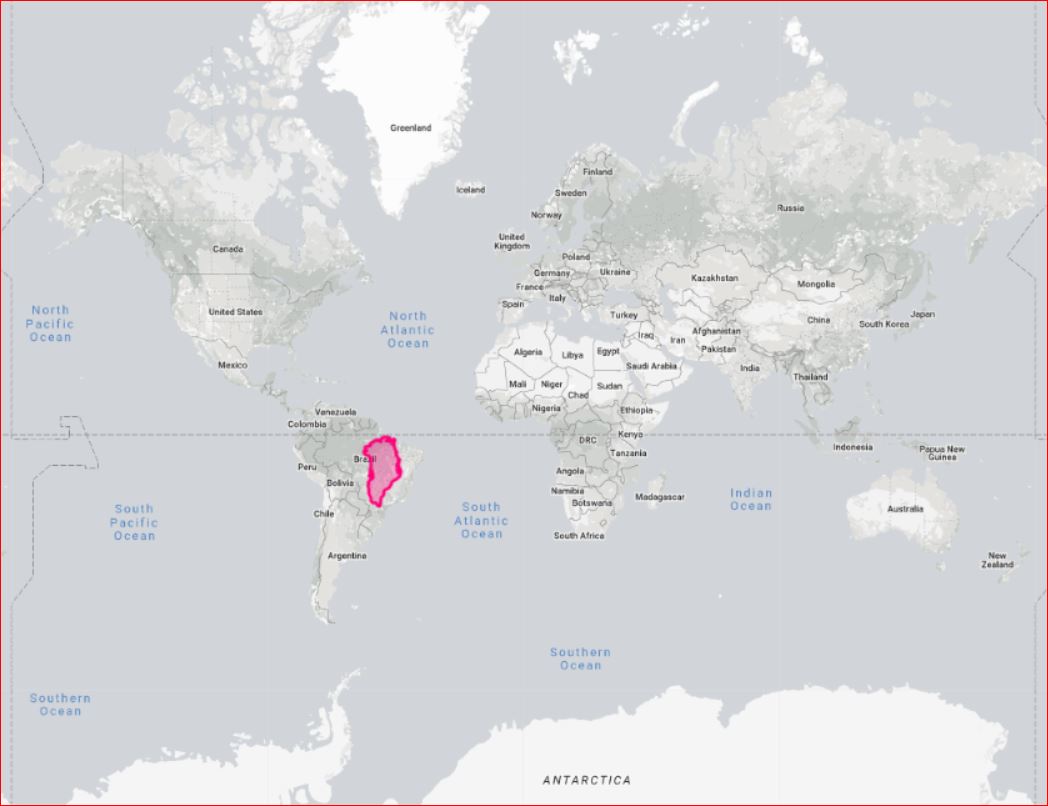 Greenland
Iceland
Finland
Sweden
Norway
Russia
United
Kingdom
Canada
Poland
Germany
Ukraine
Kazakhstan
Mongolia
France
Italy
Spain
United States
North
Pacific
Ocean
North
Atlantic
Ocean
Turkey
China
Japan
South Korea
Iraq
Iran
Afghanistan
Pakistan
Algeria
Libya
Egypt
Saudi Arabia
India
Mexico
Thailand
Mali
Niger
Sudan
Chad
Nigeria
Ethiopia
Venezuela
Colombia
Kenya
DRC
Tanzania
Indonesia
Papua New
Guinea
Brazil
Peru
Bolivia
Angola
Namibia
Botswana
Madagascar
Indian
Ocean
Australia
Chile
South
Pacific
Ocean
South
Atlantic
Ocean
South Africa
Argentina
New
Zealand
Southern
Ocean
Southern
Ocean
ANTARCTICA